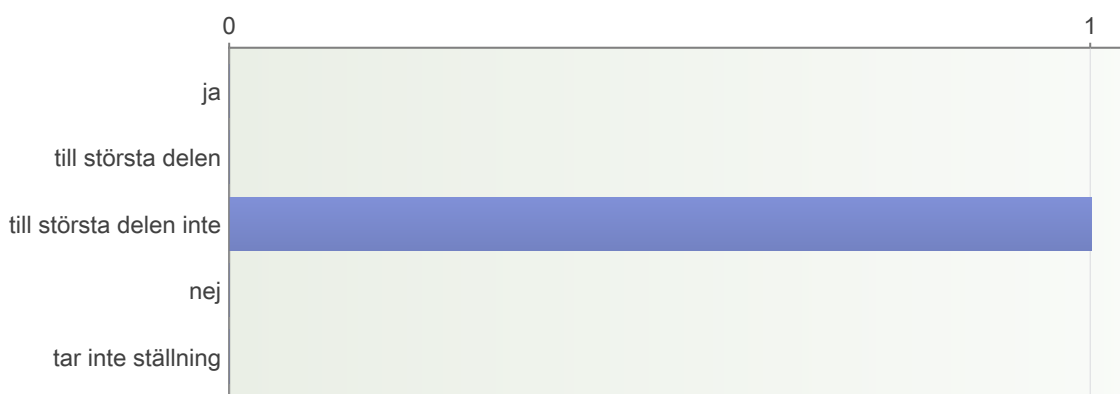 0 1
ja
till största delen
till största delen inte
nej
tar inte ställning